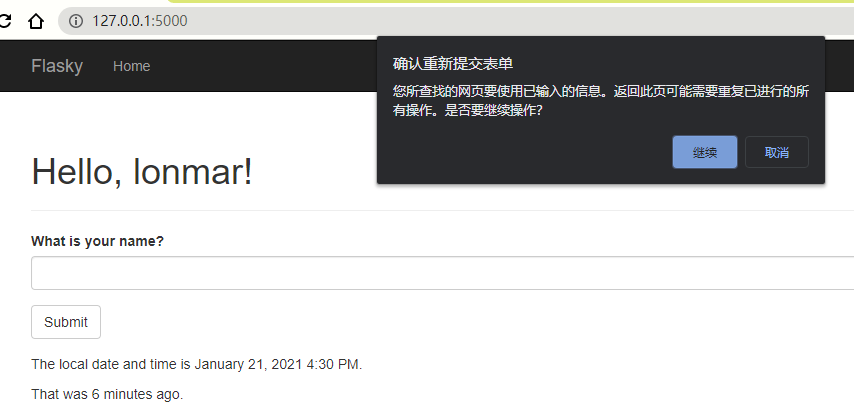 127.0.0.1:5000
Flasky Home
确认重新提交表单
您所查找的网页要使用已输入的信息。返回此页可能需要重复已进行的所
有操作。是否要继续操作?
继续 取消
Hello, lonmar!
What is your name?
Submit
The local date and time is January 21, 2021 4:30 PM.
That was 6 minutes ago.